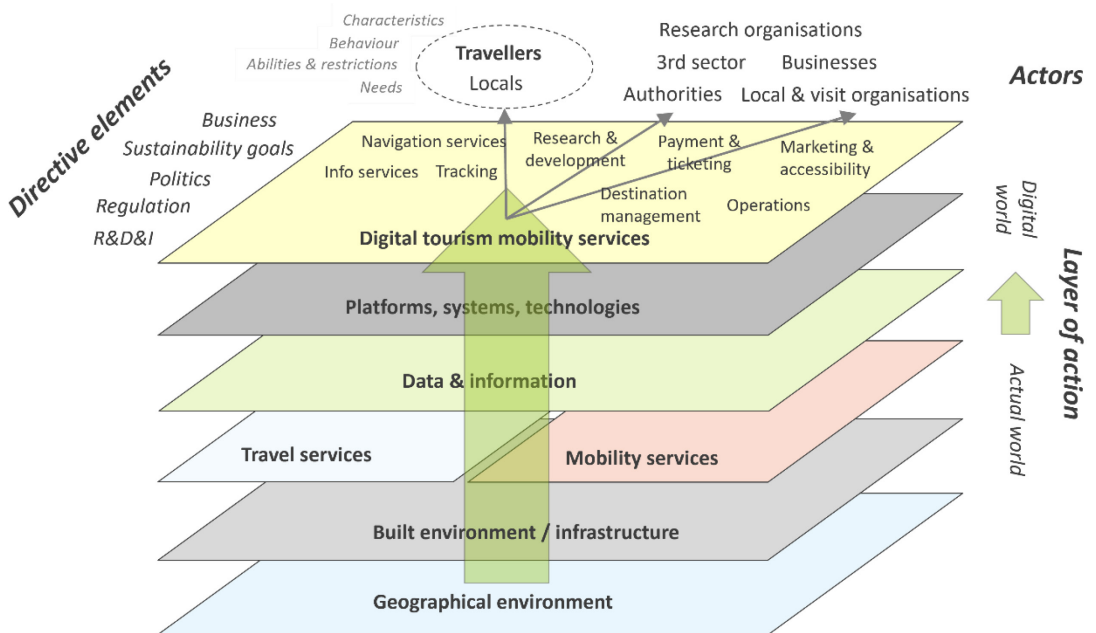 Characteristics
Behaviour
Abilities & restrictions
Needs
Travellers
Locals
Research organisations
3rd sector
Businesses
Authorities
Local & visit organisations
Actors
Directive elements
Business
Sustainability goals
Politics
Regulation
R&D&I
Navigation services
Info services
Tracking
Research &
development
Payment &
ticketing
Marketing &
accessibility
Destination
management
Operations
Digital tourism mobility services
Platforms, systems, technologies
Data & information
Travel services
Mobility services
Built environment / infrastructure
Geographical environment
Digital
world
Actual world
Layer of action